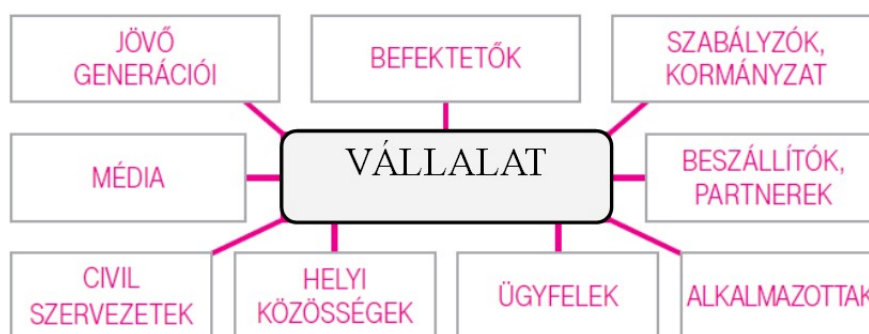 JÖVŐ
GENERÁCIÓI
BEFEKTETŐK
SZABÁLYZÓK,
KORMÁNYZAT
MÉDIA
VÁLLALAT
BESZÁLLÍTÓK,
PARTNEREK
CIVIL
SZERVEZETEK
HELYI
KÖZÖSSÉGEK
ÜGYFELEK
ALKALMAZOTTAK